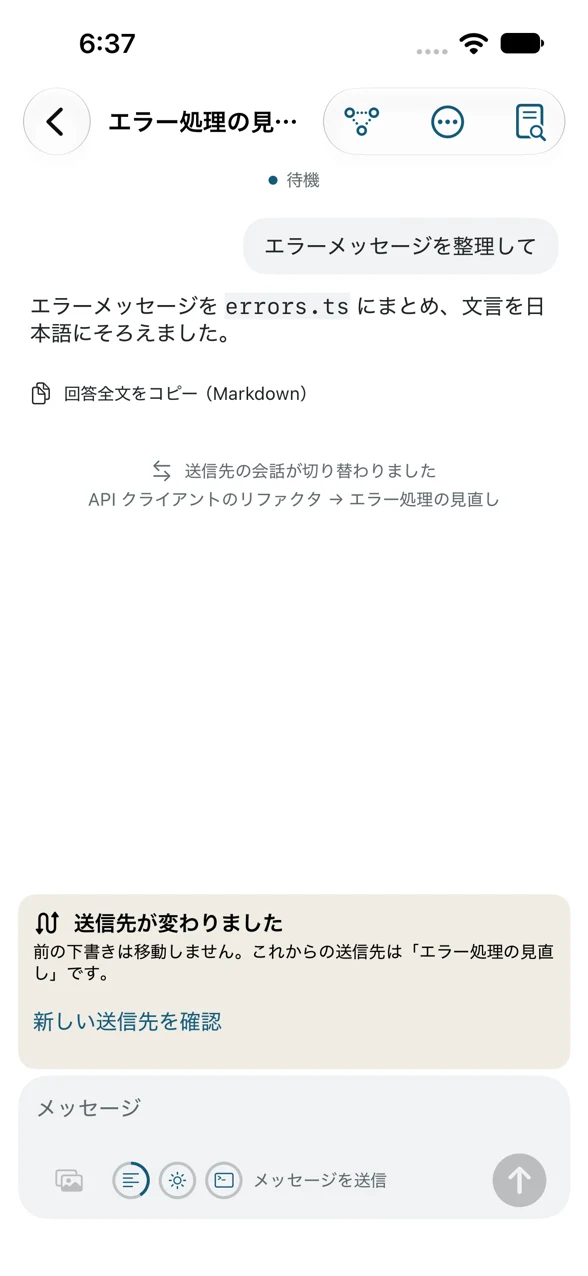 6:37
エラー処理の見…
待機
エラーメッセージを整理して
エラーメッセージを errors.ts にまとめ、文言を日
本語にそろえました。
回答全文をコピー（Markdown）
送信先の会話が切り替わりました
API クライアントのリファクタ → エラー処理の見直し
送信先が変わりました
前の下書きは移動しません。これからの送信先は「エラー処理の見直
し」です。
新しい送信先を確認
メッセージ
メッセージを送信